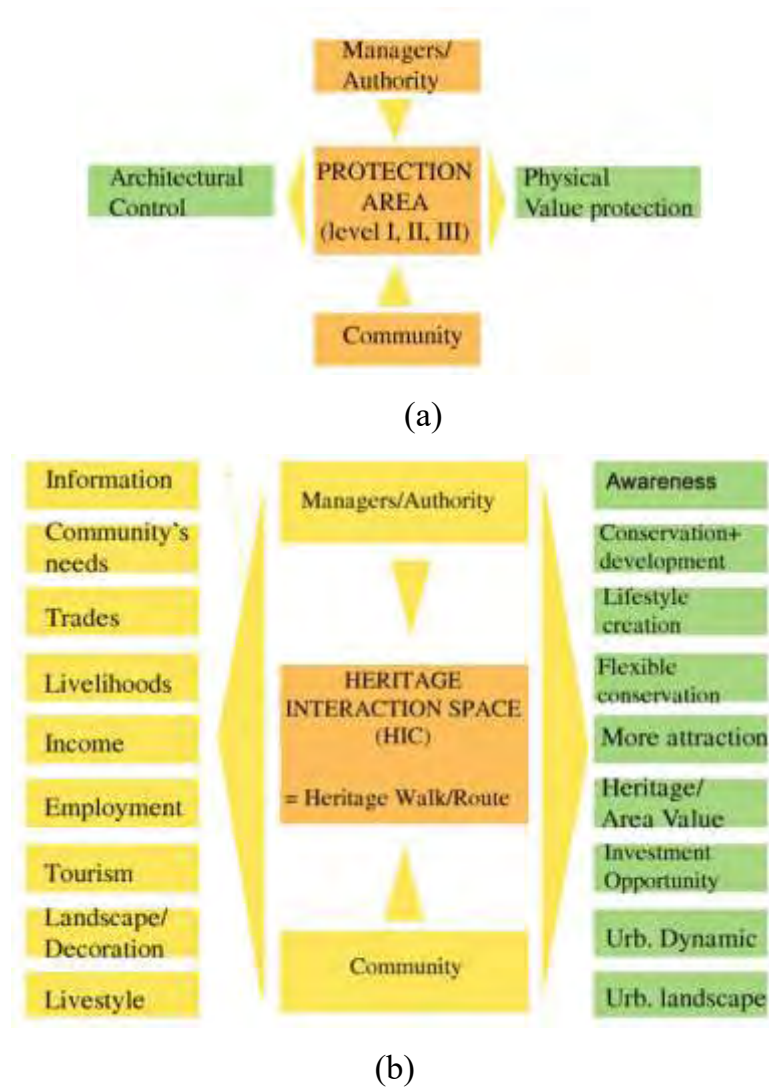 Managers/
Authority
Architectural
Control
PROTECTION
AREA
(level I, II, III)
Physical
Value protection
Community
(a)
Information
Community's
needs
Trades
Livelihoods
Income
Employment
Tourism
Landscape/
Decoration
Livestyle
Managers/Authority
HERITAGE
INTERACTION SPACE
(HIC)
= Heritage Walk/Route
Community
Awareness
Conservation+
development
Lifestyle
creation
Flexible
conservation
More attraction
Heritage/
Area Value
Investment
Opportunity
Urb. Dynamic
Urb. landscape
(b)